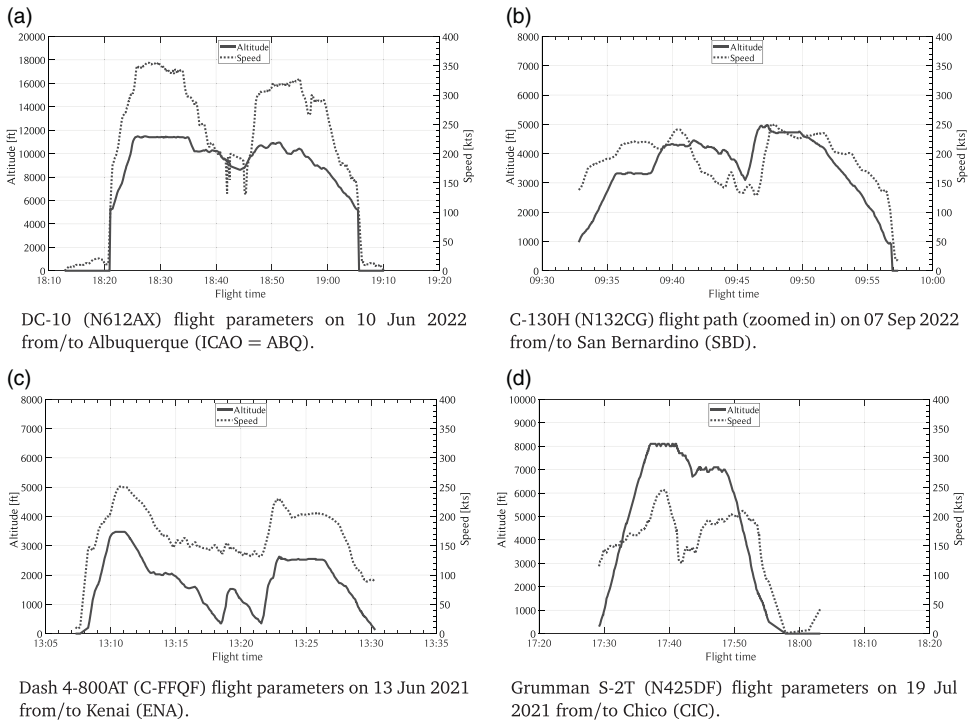 (a)
20000
18000
16000
14000
12000
10000
8000
6000
4000
2000
0
Altitude [ft]
400
350
300
250
200
150
100
50
0
Speed [kts]
Altitude
Speed
18:10 18:20 18:30 18:40 18:50 19:00 19:10 19:20
Flight time
DC-10 (N612AX) flight parameters on 10 Jun 2022
from/to Albuquerque (ICAO = ABQ).
(b)
8000
7000
6000
5000
4000
3000
2000
1000
0
Altitude [ft]
400
350
300
250
200
150
100
50
0
Speed [kts]
Altitude
Speed
09:30 09:35 09:40 09:45 09:50 09:55 10:00
Flight time
C-130H (N132CG) flight path (zoomed in) on 07 Sep 2022
from/to San Bernardino (SBD).
(c)
8000
7000
6000
5000
4000
3000
2000
1000
0
Altitude [ft]
400
350
300
250
200
150
100
50
0
Speed [kts]
Altitude
Speed
13:05 13:10 13:15 13:20 13:25 13:30 13:35
Flight time
Dash 4-800AT (C-FFQF) flight parameters on 13 Jun 2021
from/to Kenai (ENA).
(d)
10000
9000
8000
7000
6000
5000
4000
3000
2000
1000
0
Altitude [ft]
400
350
300
250
200
150
100
50
0
Speed [kts]
Altitude
Speed
17:20 17:30 17:40 17:50 18:00 18:10 18:20
Flight time
Grumman S-2T (N425DF) flight parameters on 19 Jul
2021 from/to Chico (CIC).